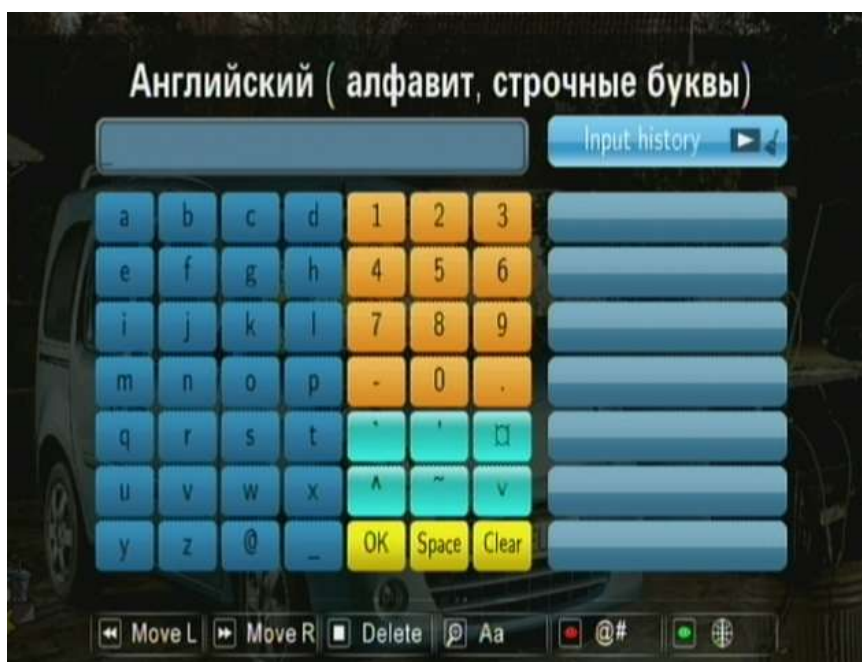 Английский ( алфавит, строчные буквы)
_
Input history
a b c d 1 2 3
e f g h 4 5 6
i j k l 7 8 9
m n o p - 0 .
q r s t ` ' ¤
u v w x ^ ~ v
y z @ _ OK Space Clear
Move L Move R Delete Aa @#